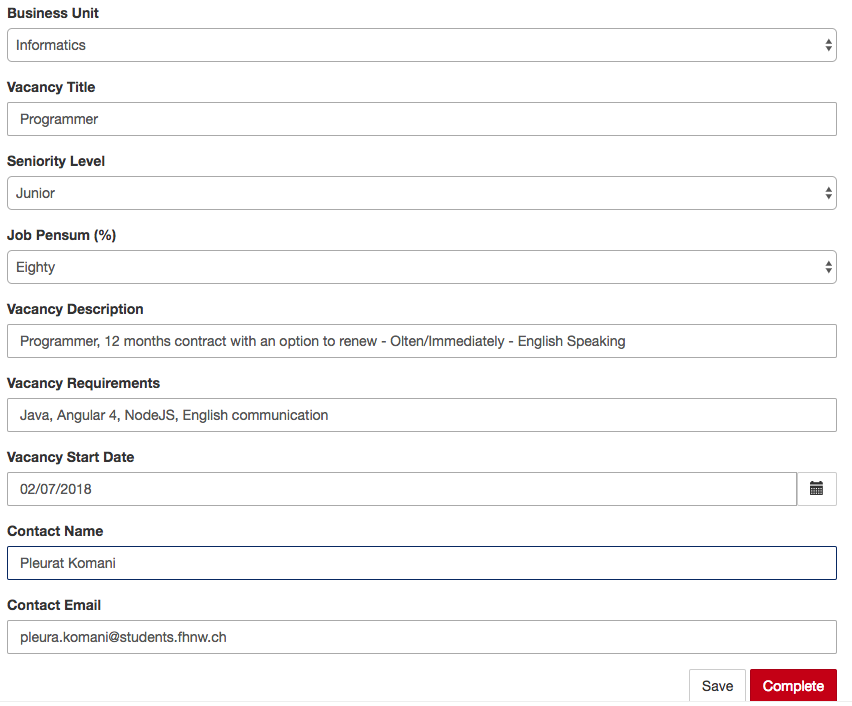 Business Unit
Informatics
Vacancy Title
Programmer
Seniority Level
Junior
Job Pensum (%)
Eighty
Vacancy Description
Programmer, 12 months contract with an option to renew - Olten/Immediately - English Speaking
Vacancy Requirements
Java, Angular 4, NodeJS, English communication
Vacancy Start Date
02/07/2018
Contact Name
Pleurat Komani
Contact Email
pleura.komani@students.fhnw.ch
Save Complete